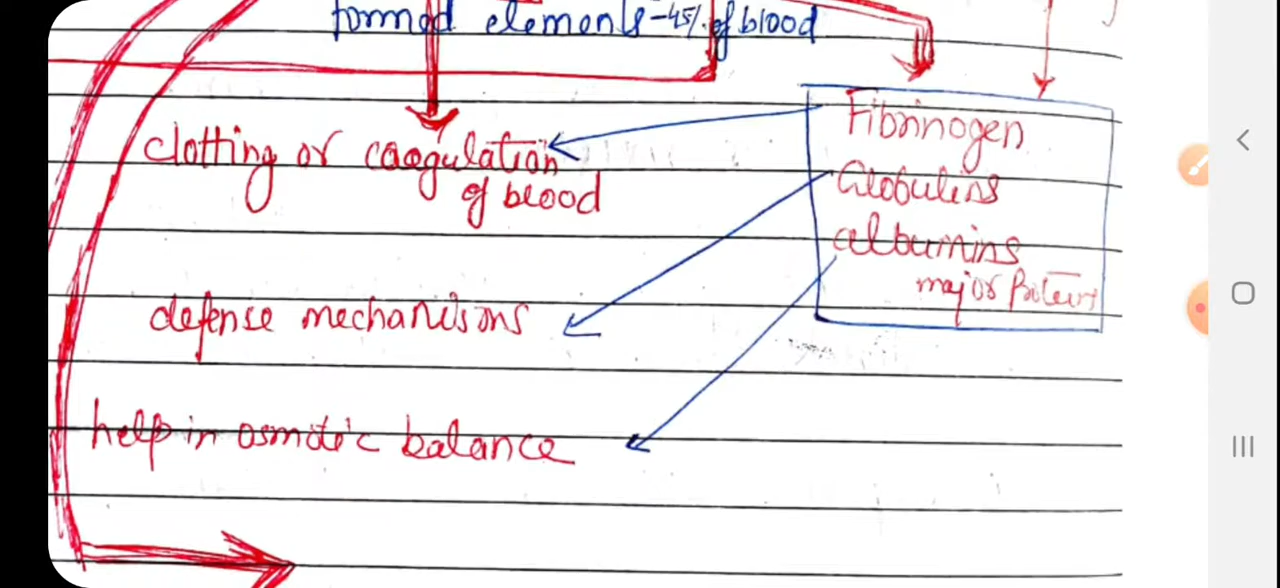 formed elements-45% of blood
Fibrinogen
clotting or coagulation
of blood
Globulins
albumins
major Protein
defense mechanisms
help in osmotic balance